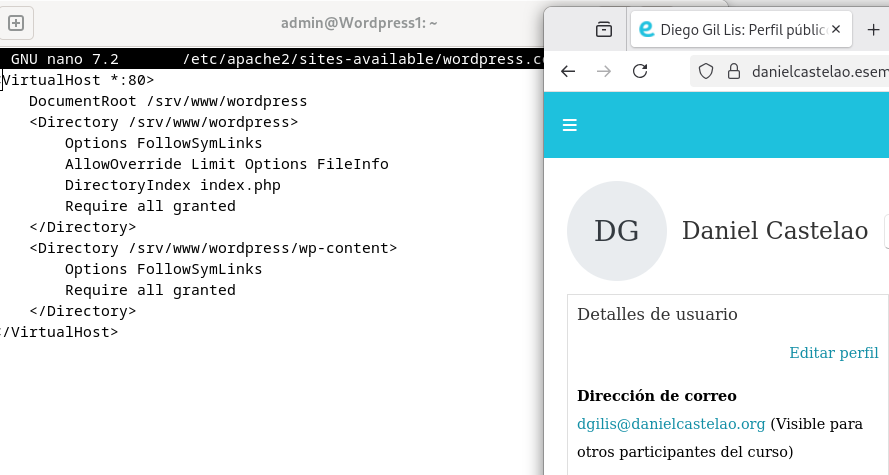 admin@Wordpress1: ~
GNU nano 7.2 /etc/apache2/sites-available/wordpress.co
<VirtualHost *:80>
DocumentRoot /srv/www/wordpress
<Directory /srv/www/wordpress>
Options FollowSymLinks
AllowOverride Limit Options FileInfo
DirectoryIndex index.php
Require all granted
</Directory>
<Directory /srv/www/wordpress/wp-content>
Options FollowSymLinks
Require all granted
</Directory>
</VirtualHost>
Diego Gil Lis: Perfil públic
danielcastelao.esem
DG
Daniel Castelao
Detalles de usuario
Editar perfil
Dirección de correo
dgilis@danielcastelao.org (Visible para
otros participantes del curso)